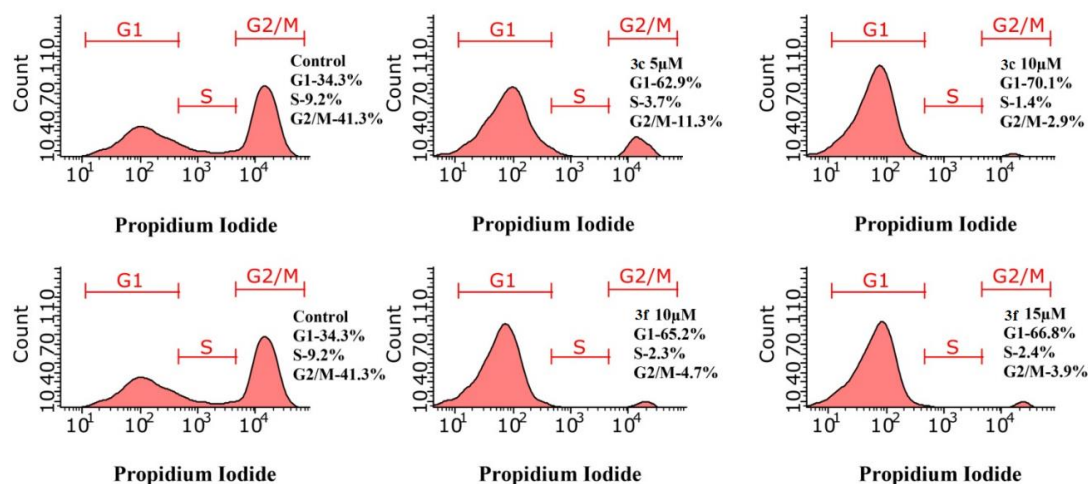 G1
G2/M
S
Control
G1-34.3%
S-9.2%
G2/M-41.3%
Count
10 40 70 110
10¹ 10² 10³ 10⁴
Propidium Iodide
G1
G2/M
S
3c 5µM
G1-62.9%
S-3.7%
G2/M-11.3%
Count
10 40 70 110
10¹ 10² 10³ 10⁴
Propidium Iodide
G1
G2/M
S
3c 10µM
G1-70.1%
S-1.4%
G2/M-2.9%
Count
10 40 70 110
10¹ 10² 10³ 10⁴
Propidium Iodide
G1
G2/M
S
Control
G1-34.3%
S-9.2%
G2/M-41.3%
Count
10 40 70 110
10¹ 10² 10³ 10⁴
Propidium Iodide
G1
G2/M
S
3f 10µM
G1-65.2%
S-2.3%
G2/M-4.7%
Count
10 40 70 110
10¹ 10² 10³ 10⁴
Propidium Iodide
G1
G2/M
S
3f 15µM
G1-66.8%
S-2.4%
G2/M-3.9%
Count
10 40 70 110
10¹ 10² 10³ 10⁴
Propidium Iodide